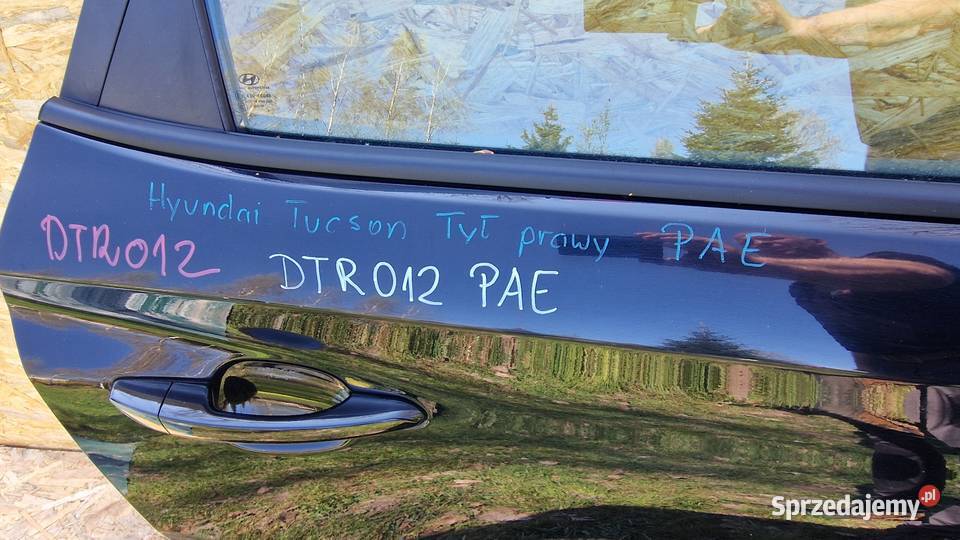 Hyundai Tucson Tył prawy PAE
DTR012
DTR012 PAE
Sprzedajemy.pl